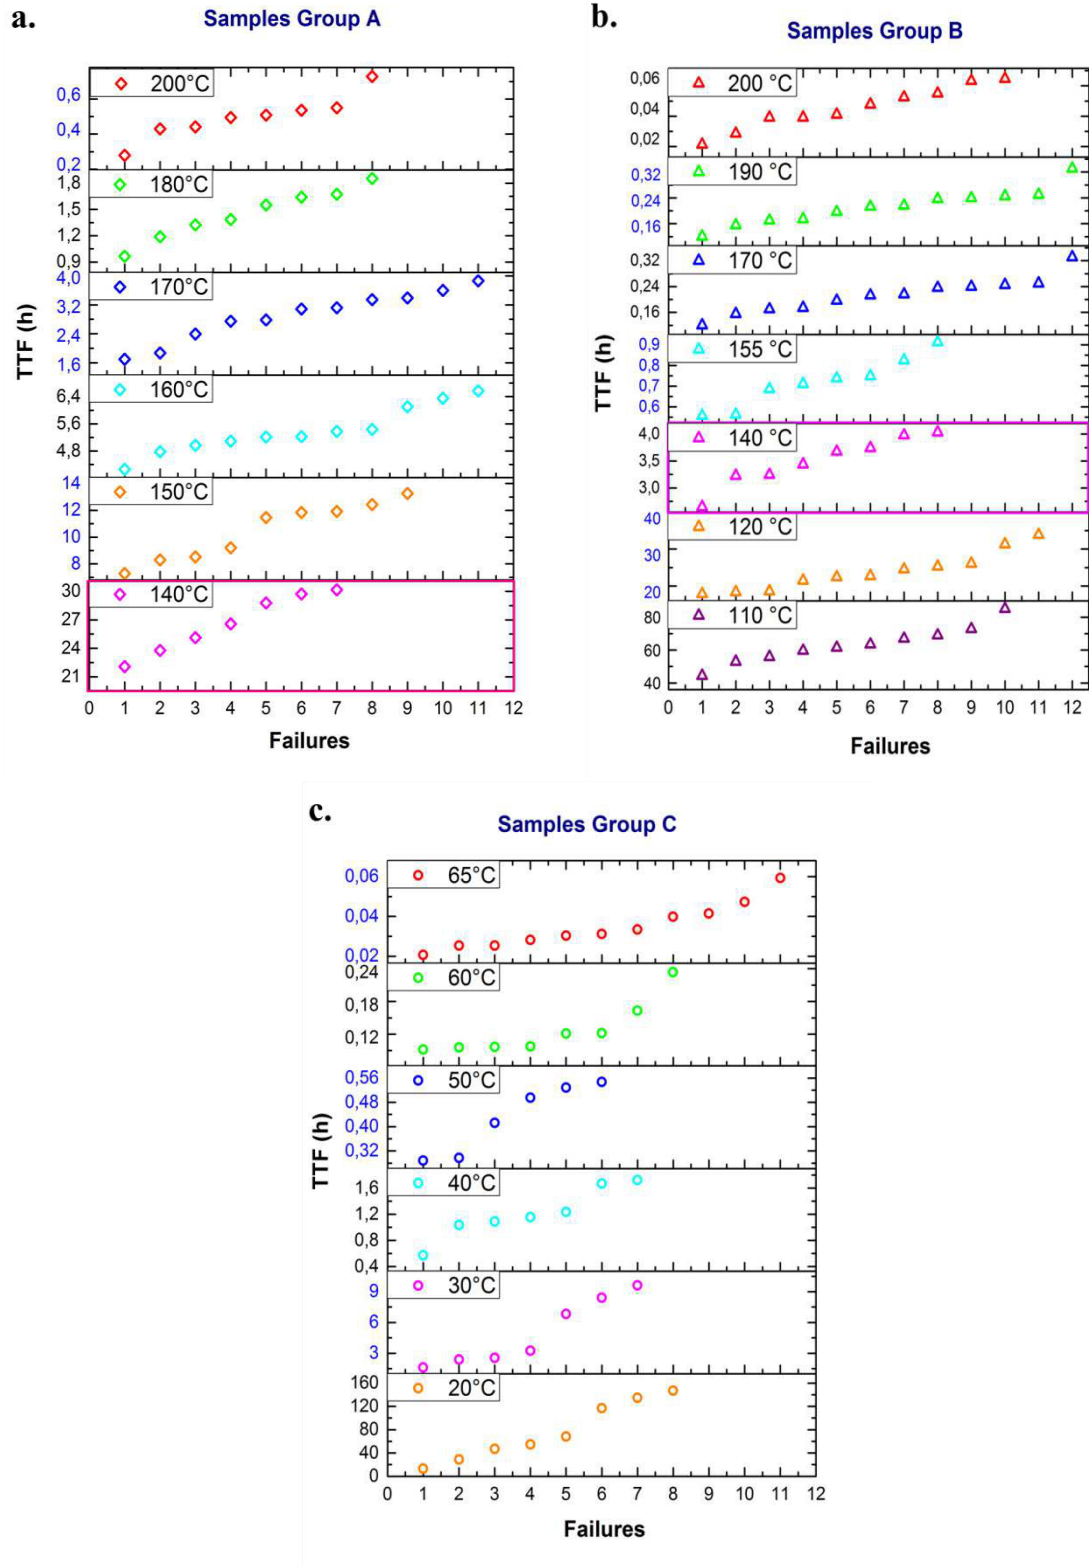 a.
Samples Group A
TTF (h)
200°C
0,6
0,4
0,2
180°C
1,8
1,5
1,2
0,9
170°C
4,0
3,2
2,4
1,6
160°C
6,4
5,6
4,8
150°C
14
12
10
8
140°C
30
27
24
21
0 1 2 3 4 5 6 7 8 9 10 11 12
Failures
b.
Samples Group B
TTF (h)
200 °C
0,06
0,04
0,02
190 °C
0,32
0,24
0,16
170 °C
0,32
0,16
155 °C
0,9
0,8
0,7
0,6
140 °C
4,0
3,5
3,0
120 °C
40
30
20
110 °C
80
60
40
0 1 2 3 4 5 6 7 8 9 10 11 12
Failures
c.
Samples Group C
TTF (h)
65°C
0,06
0,04
0,02
60°C
0,24
0,18
0,12
50°C
0,56
0,48
0,40
0,32
40°C
1,6
1,2
0,8
0,4
30°C
9
6
3
20°C
160
120
80
40
0
0 1 2 3 4 5 6 7 8 9 10 11 12
Failures